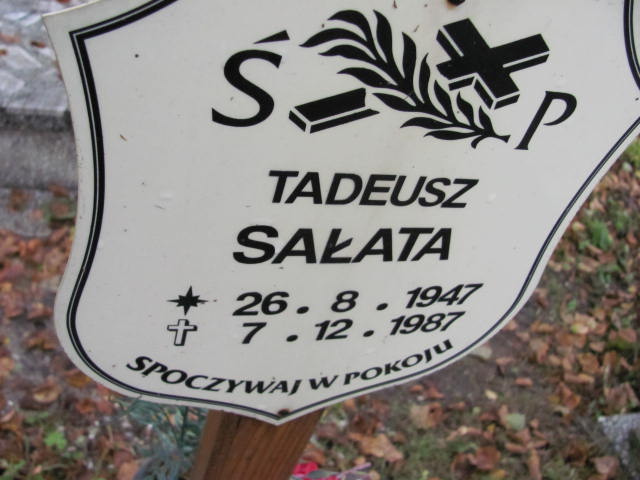 Ś P
TADEUSZ
SAŁATA
26.8.1947
7.12.1987
SPOCZYWAJ W POKOJU